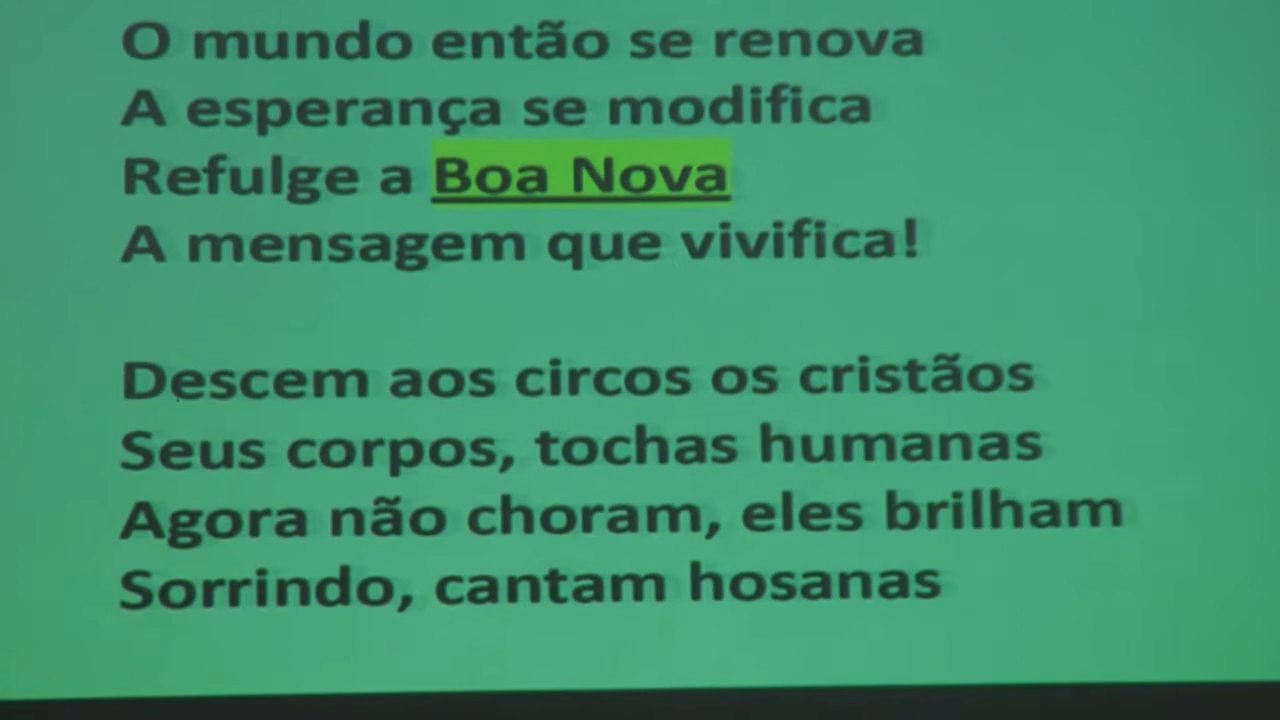 O mundo então se renova
A esperança se modifica
Refulge a Boa Nova
A mensagem que vivifica!
Descem aos circos os cristãos
Seus corpos, tochas humanas
Agora não choram, eles brilham
Sorrindo, cantam hosanas